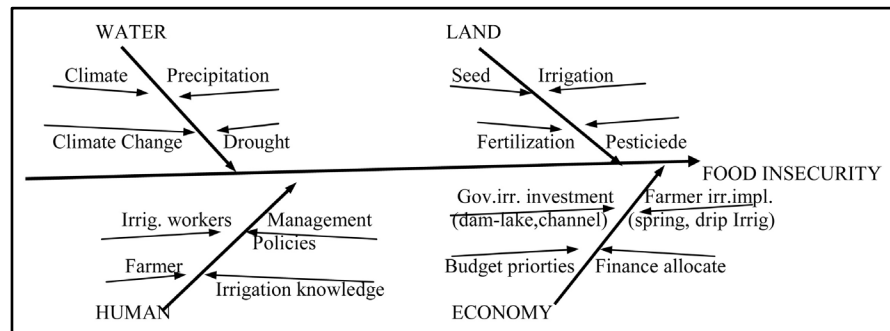 WATER
LAND
Climate
Precipitation
Seed
Irrigation
Climate Change
Drought
Fertilization
Pesticiede
FOOD INSECURITY
Irrig. workers
Management
Policies
Gov.irr. investment
(dam-lake,channel)
Farmer irr.impl.
(spring, drip Irrig)
Farmer
Irrigation knowledge
Budget priorties
Finance allocate
HUMAN
ECONOMY